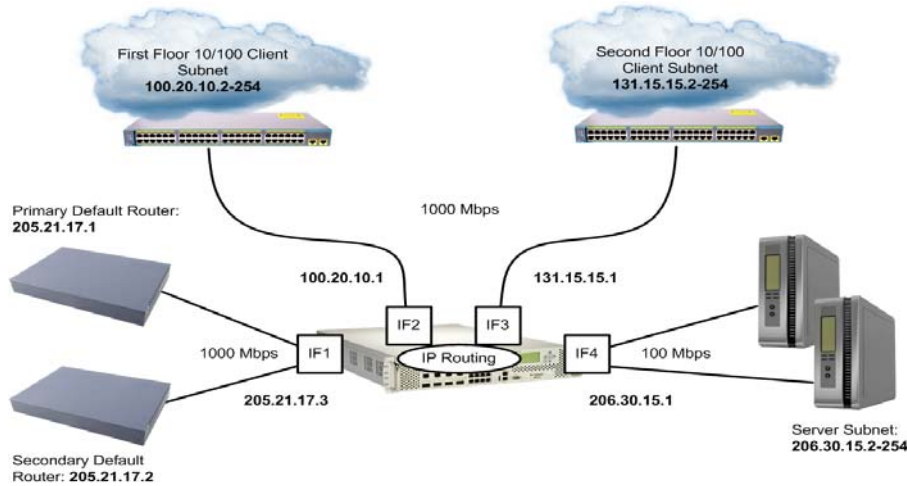 First Floor 10/100 Client
Subnet
100.20.10.2-254
Second Floor 10/100
Client Subnet
131.15.15.2-254
1000 Mbps
Primary Default Router:
205.21.17.1
100.20.10.1
131.15.15.1
IF2
IF3
IF1
IP Routing
IF4
1000 Mbps
100 Mbps
205.21.17.3
206.30.15.1
Secondary Default
Router: 205.21.17.2
Server Subnet:
206.30.15.2-254